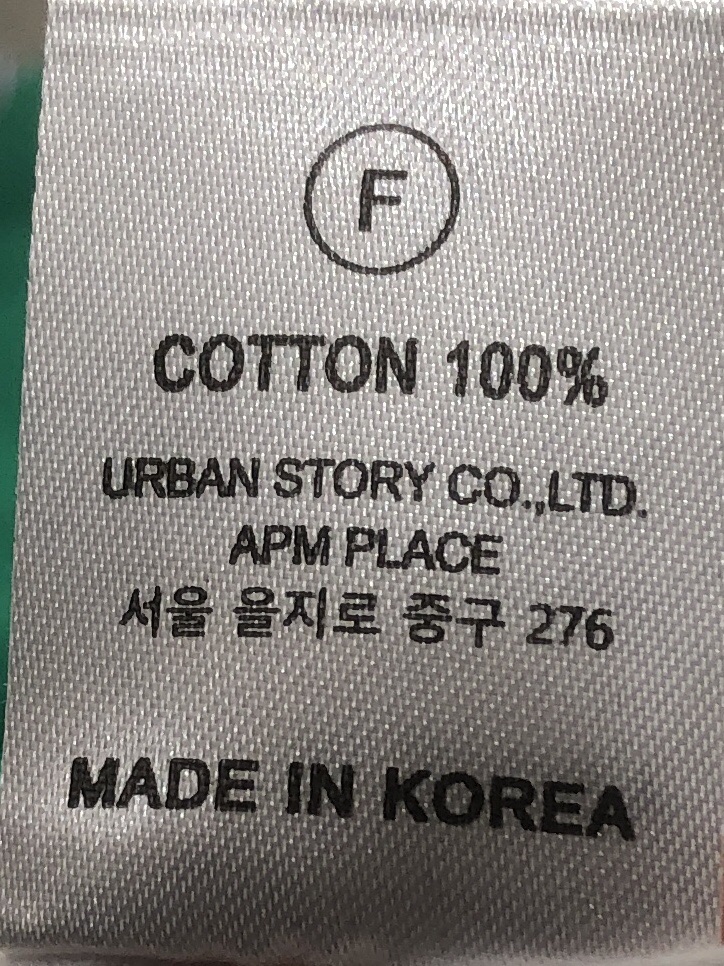 F
COTTON 100%
URBAN STORY CO.,LTD.
APM PLACE
서울 을지로 중구 276
MADE IN KOREA